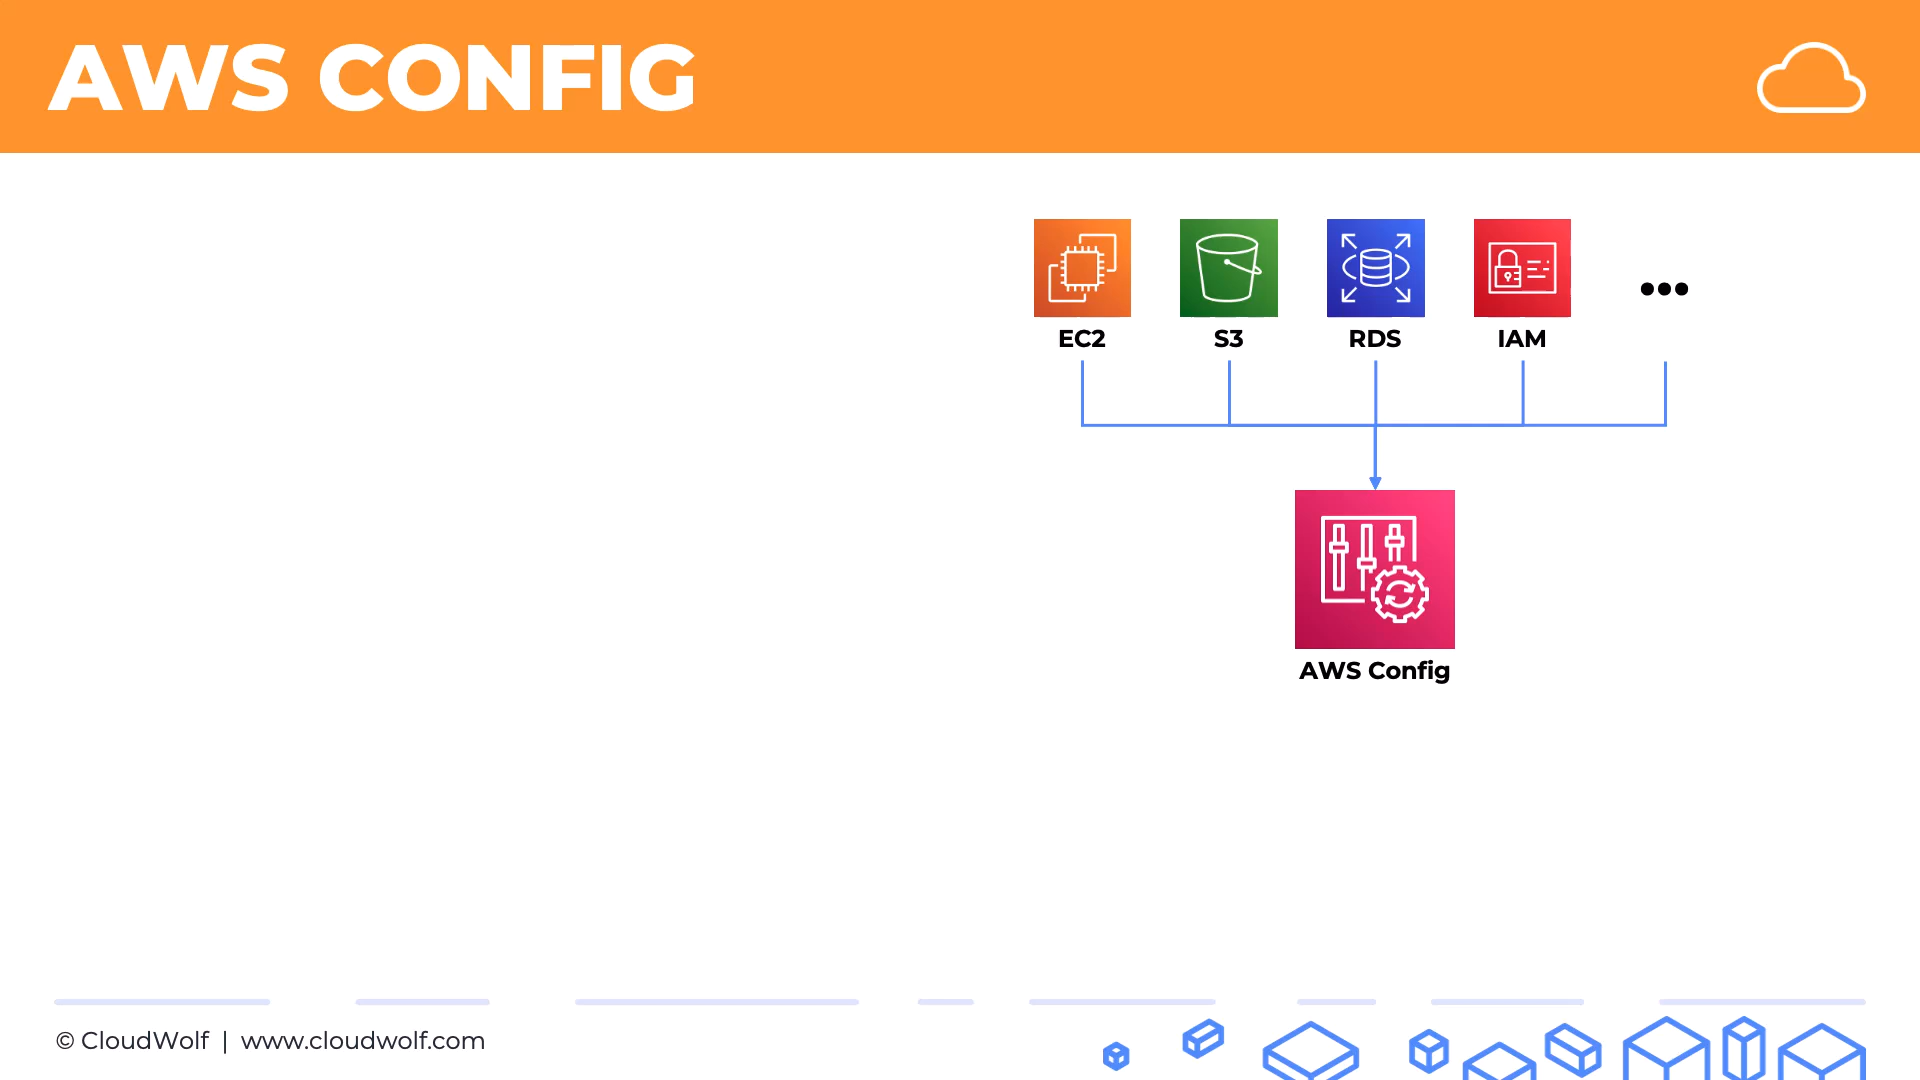 AWS CONFIG
EC2 S3 RDS IAM •••
AWS Config
© CloudWolf | www.cloudwolf.com